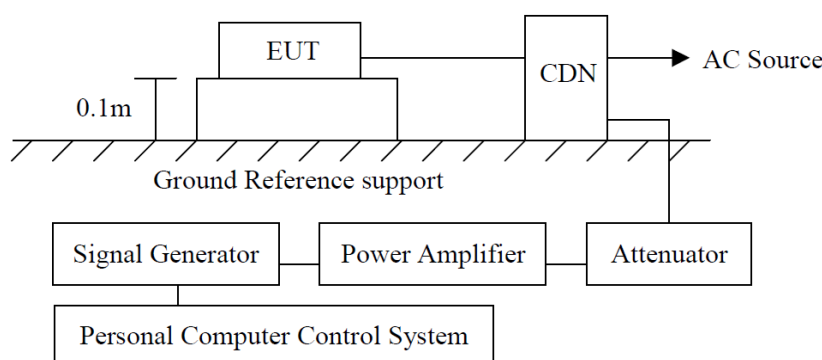 EUT
CDN
AC Source
0.1m
Ground Reference support
Signal Generator
Power Amplifier
Attenuator
Personal Computer Control System